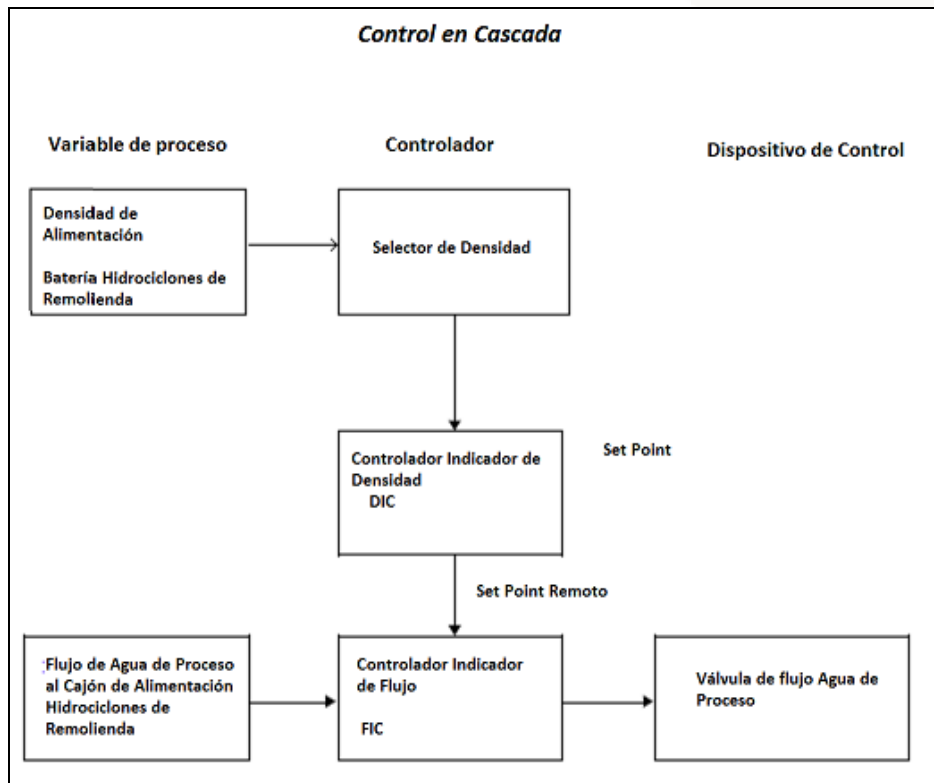 Control en Cascada
Variable de proceso
Controlador
Dispositivo de Control
Densidad de
Alimentación
Batería Hidrociclones de
Remolienda
Selector de Densidad
Controlador Indicador de
Densidad
DIC
Set Point
Set Point Remoto
Flujo de Agua de Proceso
al Cajón de Alimentación
Hidrociclones de
Remolienda
Controlador Indicador
de Flujo
FIC
Válvula de flujo Agua de
Proceso